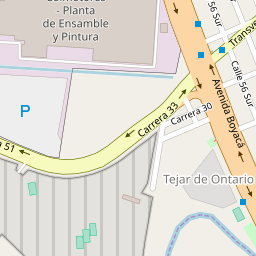 - Planta
de Ensamble
y Pintura
56 Sur
Transve
Calle 56 Sur
P
Carrera 33
Carrera 30
Avenida Boyacá
a 51
Tejar de Ontario